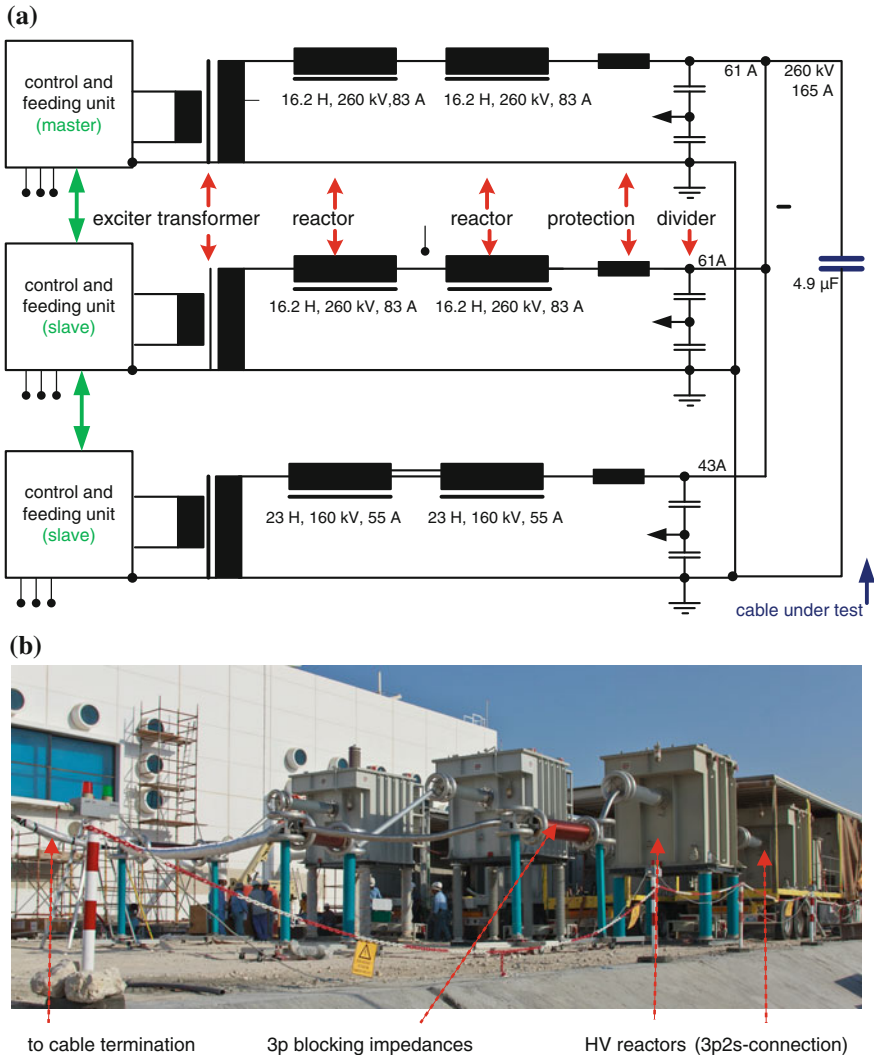 (a)
control and
feeding unit
(master)
61 A
260 kV
165 A
16.2 H, 260 kV,83 A
16.2 H, 260 kV, 83 A
exciter transformer
reactor
reactor
protection
divider
control and
feeding unit
(slave)
61A
16.2 H, 260 kV, 83 A
16.2 H, 260 kV, 83 A
4.9 µF
control and
feeding unit
(slave)
43A
23 H, 160 kV, 55 A
23 H, 160 kV, 55 A
cable under test
(b)
to cable termination
3p blocking impedances
HV reactors (3p2s-connection)